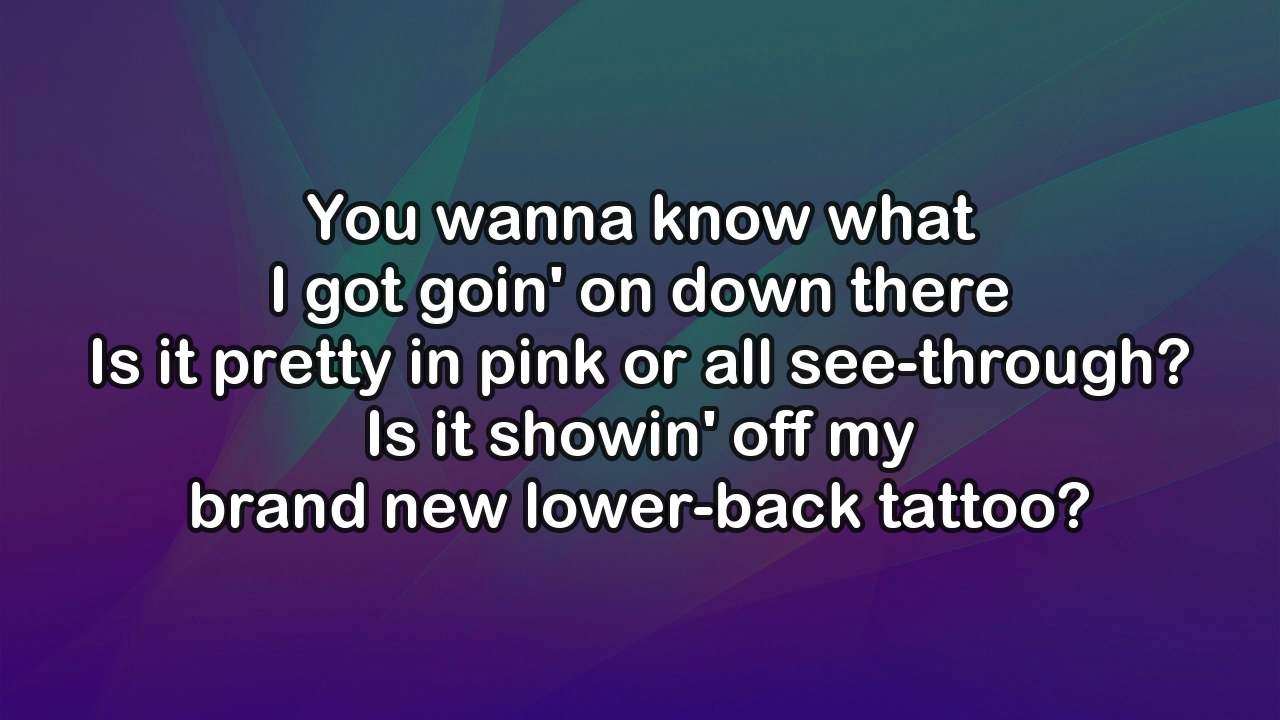 You wanna know what
I got goin' on down there
Is it pretty in pink or all see-through?
Is it showin' off my
brand new lower-back tattoo?